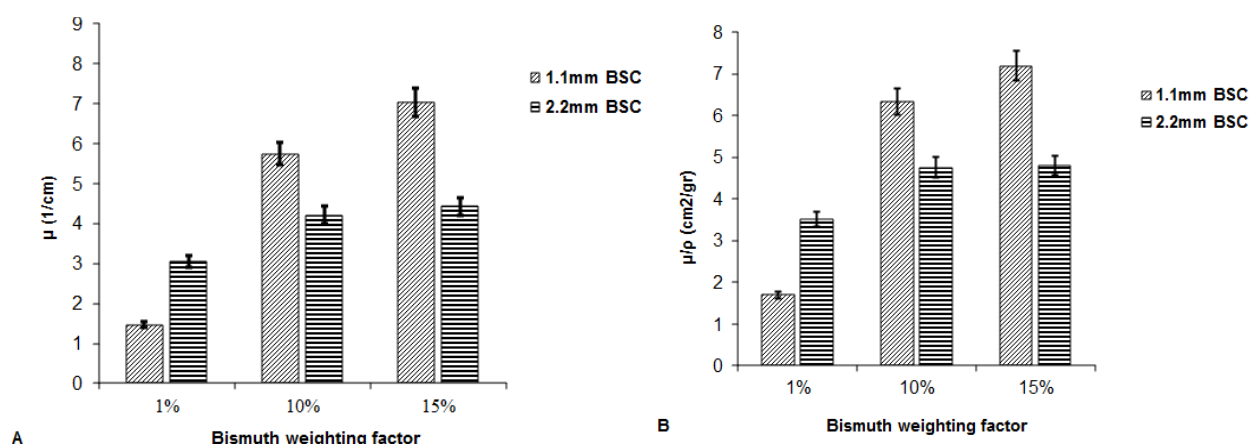 9
8
7
6
5
4
3
2
1
0
μ (1/cm)
1% 10% 15%
Bismuth weighting factor
1.1mm BSC
2.2mm BSC
A
8
7
6
5
4
3
2
1
0
μ/ρ (cm2/gr)
1% 10% 15%
Bismuth weighting factor
1.1mm BSC
2.2mm BSC
B